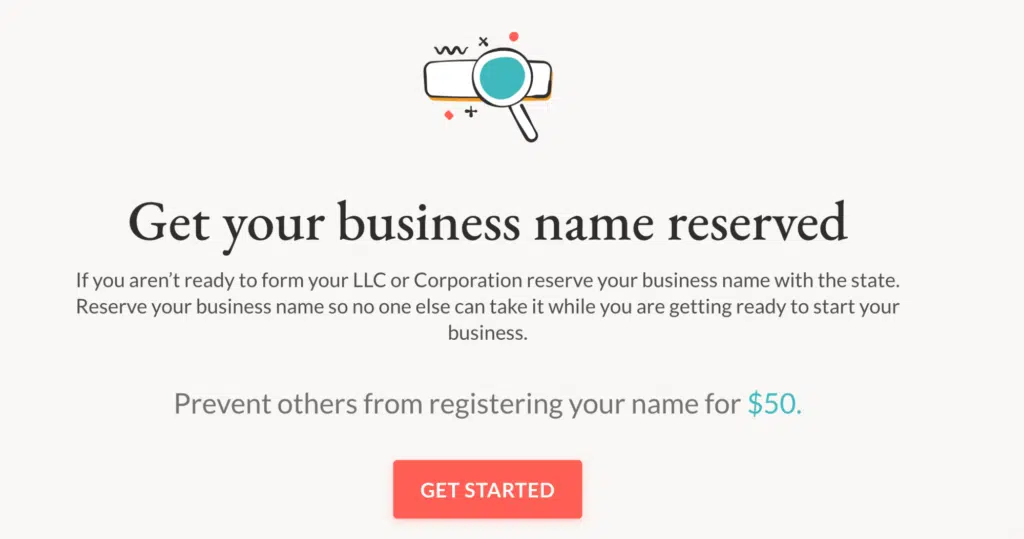 Get your business name reserved
If you aren’t ready to form your LLC or Corporation reserve your business name with the state.
Reserve your business name so no one else can take it while you are getting ready to start your
business.
Prevent others from registering your name for $50.
GET STARTED